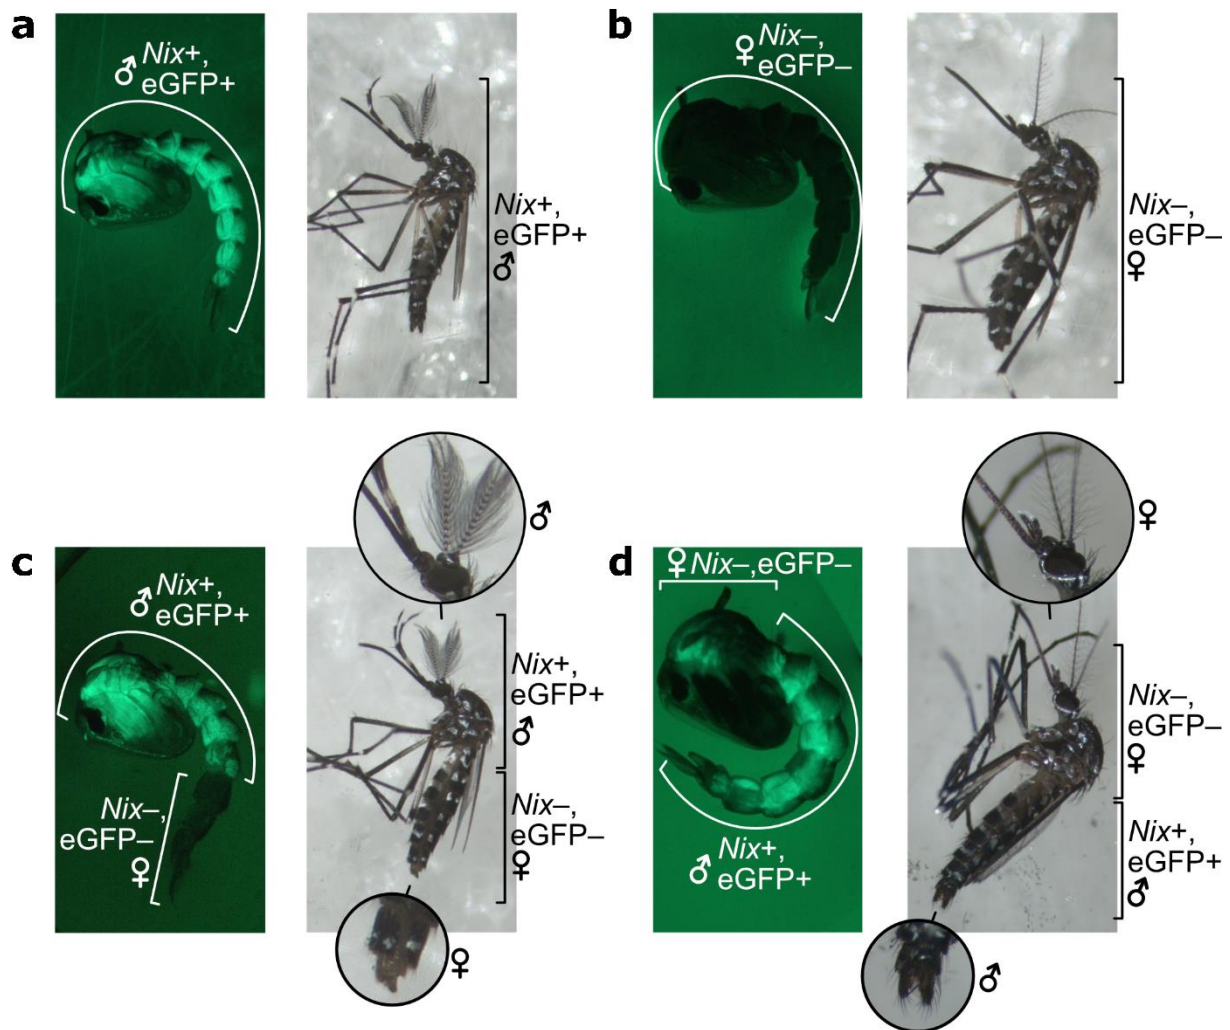 a
♂ Nix+,
eGFP+
Nix+,
eGFP+
♂
b
♀ Nix–,
eGFP–
Nix–,
eGFP–
♀
c
♂ Nix+,
eGFP+
Nix–,
eGFP–
♀
♂
Nix+,
eGFP+
♂
Nix–,
eGFP–
♀
♀
d
♀ Nix–,eGFP–
♂ Nix+,
eGFP+
♀
Nix–,
eGFP–
♀
Nix+,
eGFP+
♂
♂